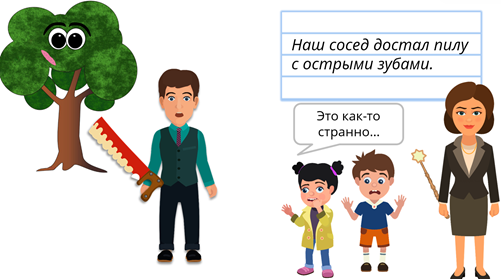 Наш сосед достал пилу
с острыми зубами.
Это как-то
странно...